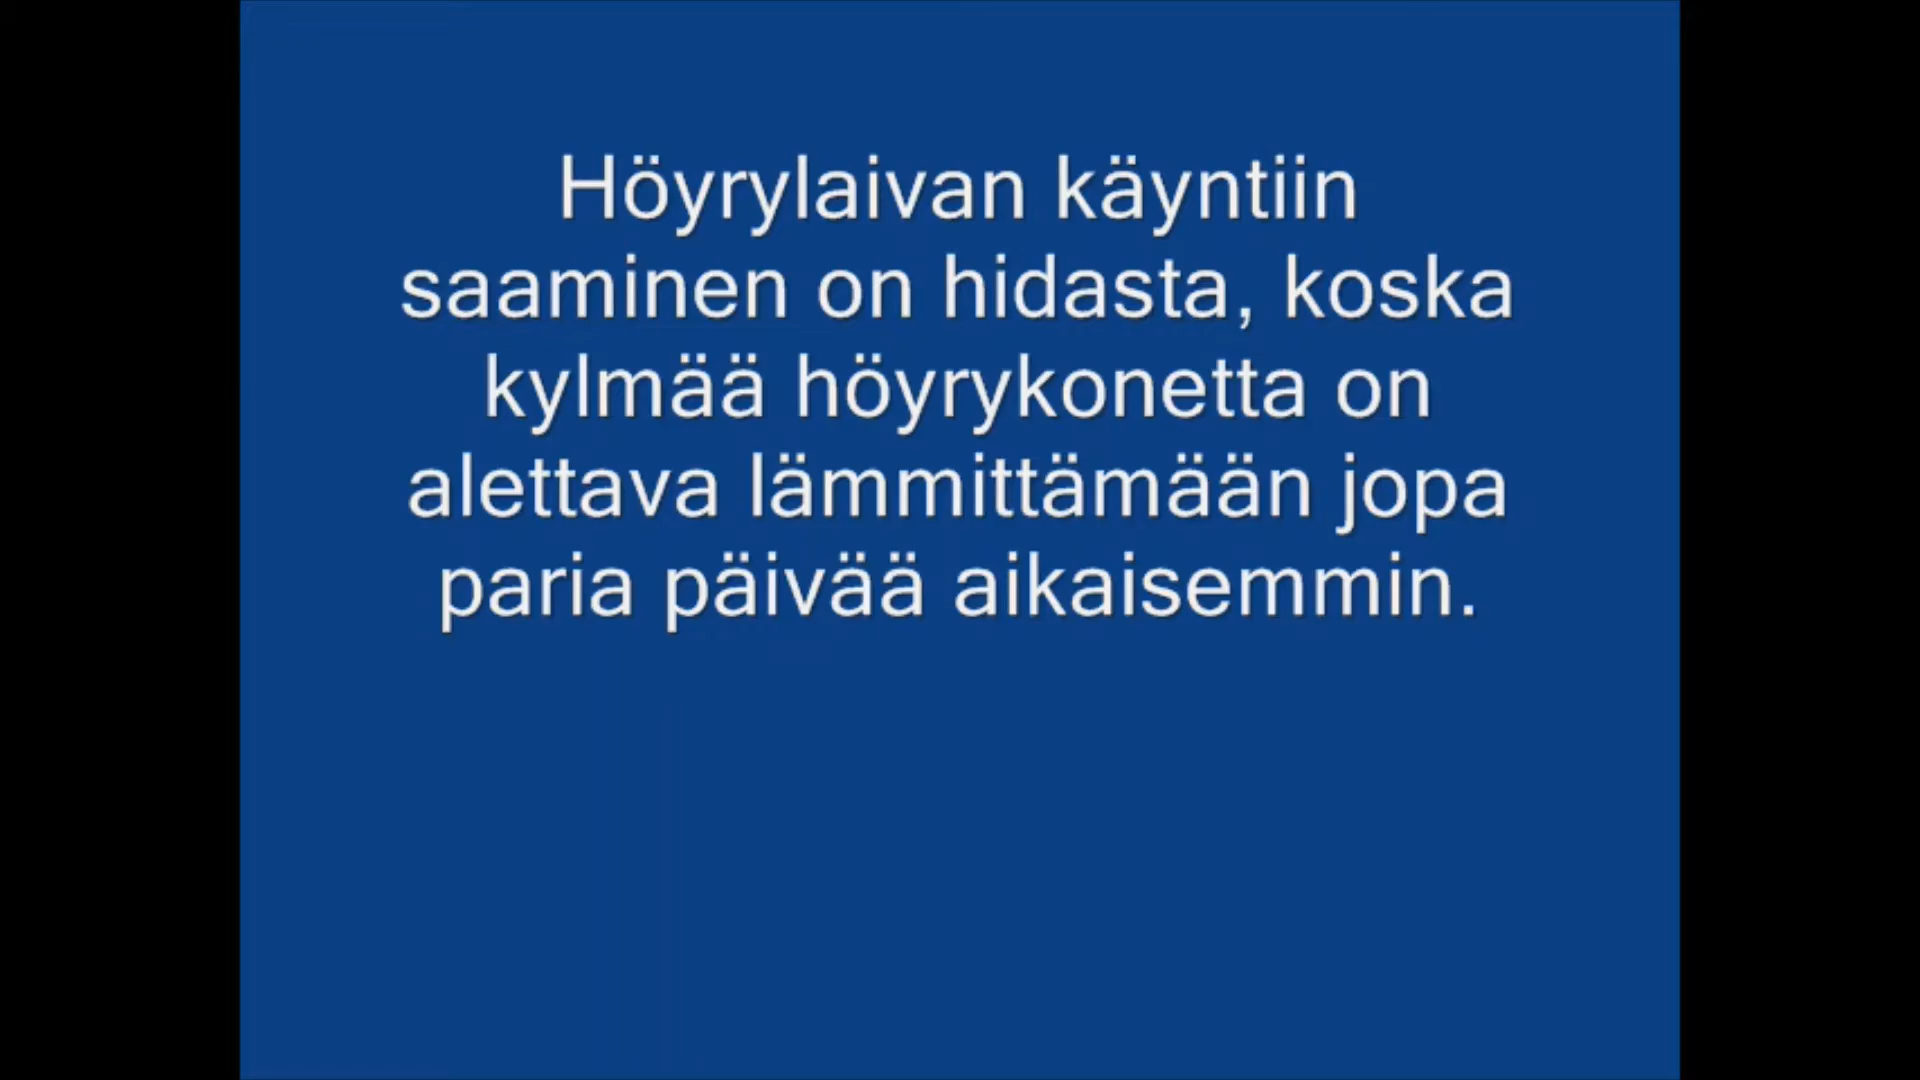 Höyrylaivan käyntiin
saaminen on hidasta, koska
kylmää höyrykonetta on
alettava lämmittämään jopa
paria päivää aikaisemmin.